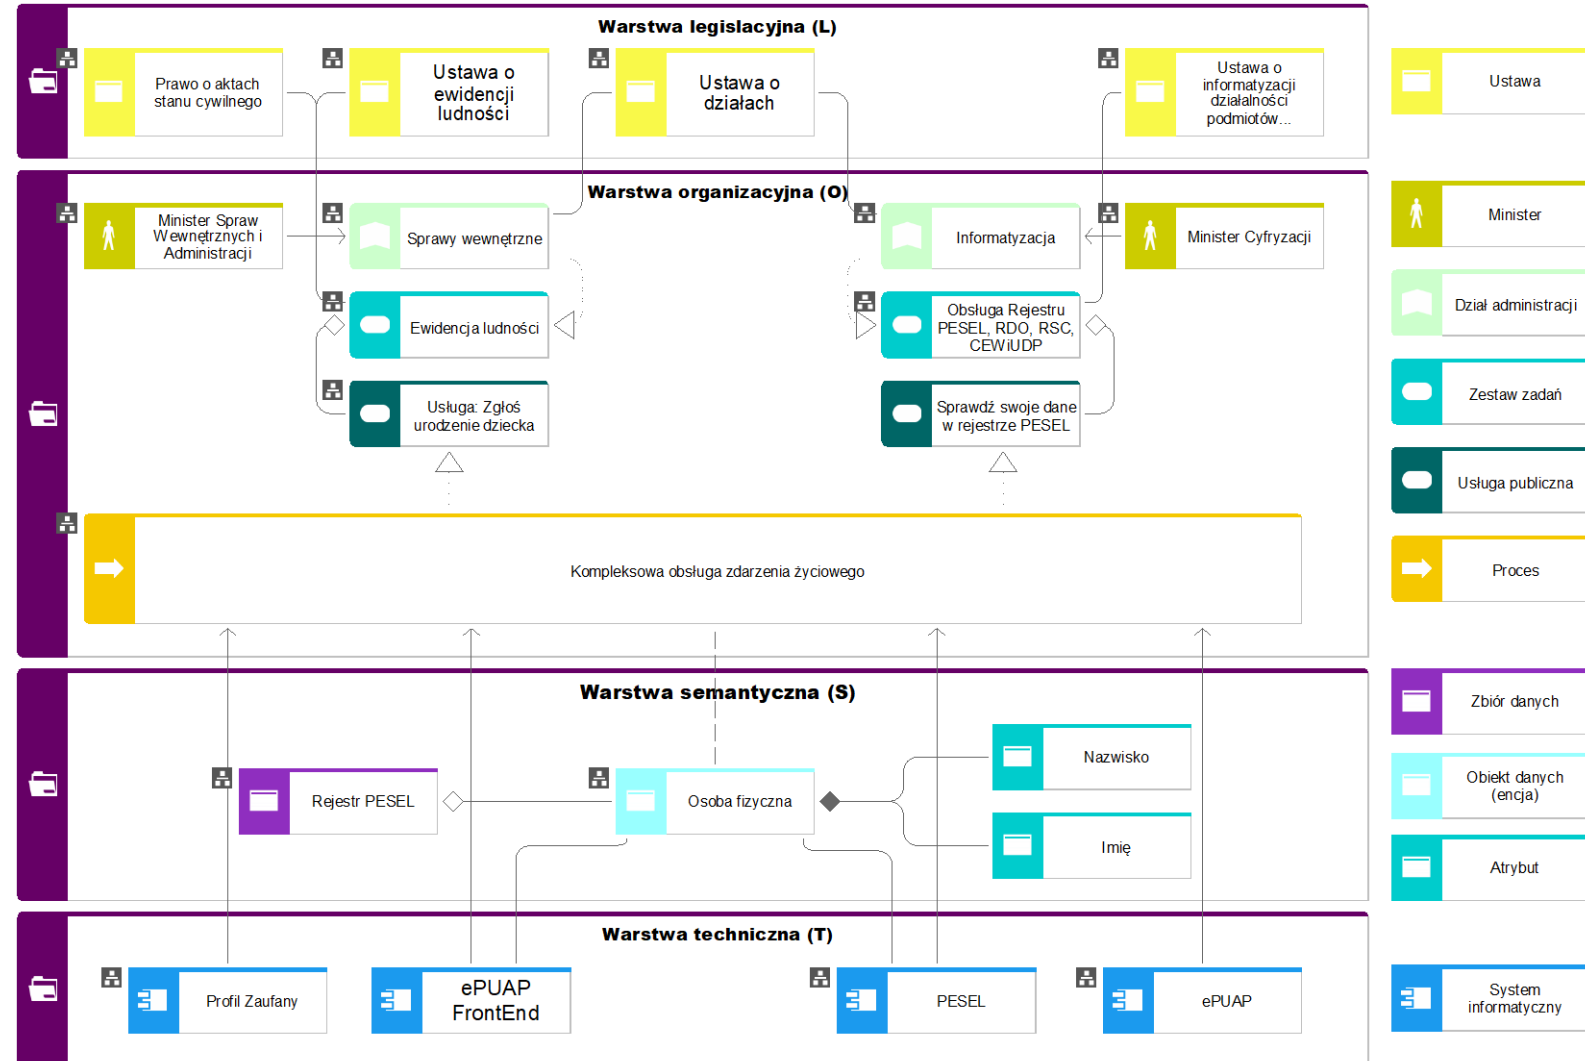 Warstwa legislacyjna (L)
Prawo o aktach
stanu cywilnego
Ustawa o
ewidencji
ludności
Ustawa o
działach
Ustawa o
informatyzacji
działalności
podmiotów...
Ustawa
Warstwa organizacyjna (O)
Minister Spraw
Wewnętrznych i
Administracji
Sprawy wewnętrzne
Informatyzacja
Minister Cyfryzacji
Minister
Ewidencja ludności
Obsługa Rejestru
PESEL, RDO, RSC,
CEWiUDP
Dział administracji
Usługa: Zgłoś
urodzenie dziecka
Sprawdź swoje dane
w rejestrze PESEL
Zestaw zadań
Usługa publiczna
Kompleksowa obsługa zdarzenia życiowego
Proces
Warstwa semantyczna (S)
Rejestr PESEL
Osoba fizyczna
Nazwisko
Imię
Zbiór danych
Obiekt danych
(encja)
Atrybut
Warstwa techniczna (T)
Profil Zaufany
ePUAP
FrontEnd
PESEL
ePUAP
System
informatyczny